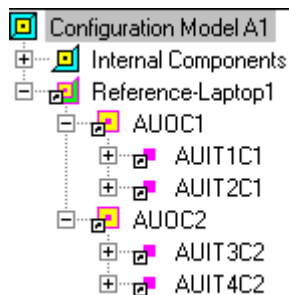 Configuration Model A1
Internal Components
Reference-Laptop1
AUOC1
AUIT1C1
AUIT2C1
AUOC2
AUIT3C2
AUIT4C2